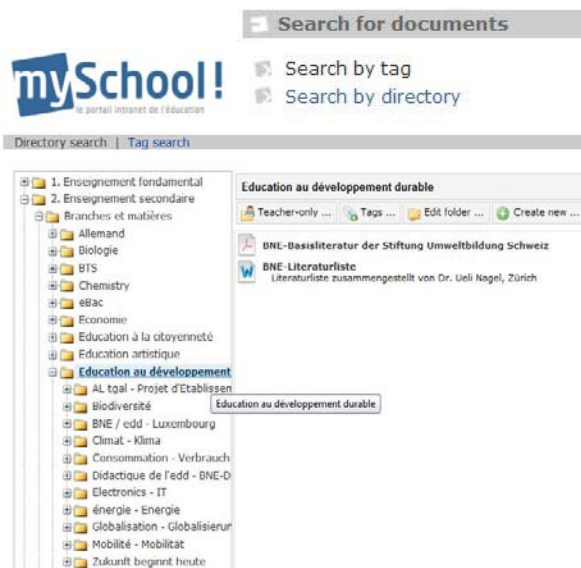 Search for documents
mySchool!
le portail intranet de l'éducation
Search by tag
Search by directory
Directory search | Tag search
1. Enseignement fondamental
2. Enseignement secondaire
Branches et matières
Allemand
Biologie
BTS
Chemistry
eBac
Economie
Education à la citoyenneté
Education artistique
Education au développement
AL tgal - Projet d'Etablissen
Biodiversité
BNE / edd - Luxembourg
Climat - Klima
Consommation - Verbrauch
Didactique de l'edd - BNE-D
Electronics - IT
énergie - Energie
Globalisation - Globalisierur
Mobilité - Mobilitat
Zukunft beginnt heute
Education au développement durable
Education au développement durable
Teacher-only ... Tags ... Edit folder ... Create new ...
BNE-Basisliteratur der Stiftung Umweltbildung Schweiz
BNE-Literaturliste
Literaturliste zusammengestellt von Dr. Ueli Nagel, Zürich